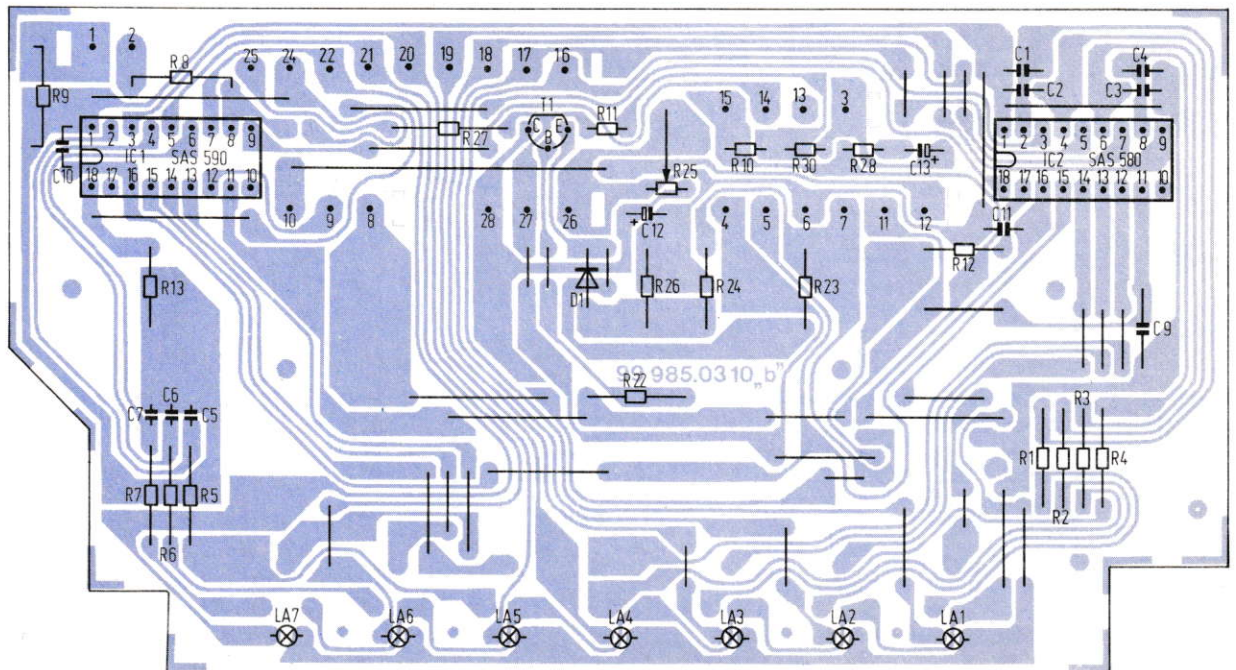 1 2 25 24 22 21 20 19 18 17 16
R8
R9
C1 C4
C2 C3
15 14 13 3
T1 R11
C E
B
R27
1 2 3 4 5 6 7 8 9
IC1 SAS 590
18 17 16 15 14 13 12 11 10
C10
R10 R30 R28 C13 +
1 2 3 4 5 6 7 8 9
IC2 SAS 580
18 17 16 15 14 13 12 11 10
R25
10 9 8 28 27 26
+ C12
4 5 6 7 11 12
C11
R12
R13
D1 R26 R24 R23
C9
99 985.0310 „b"
R22
C7 C6 C5
R3
R1 R4
R2
R7 R5
R6
LA7 LA6 LA5 LA4 LA3 LA2 LA1